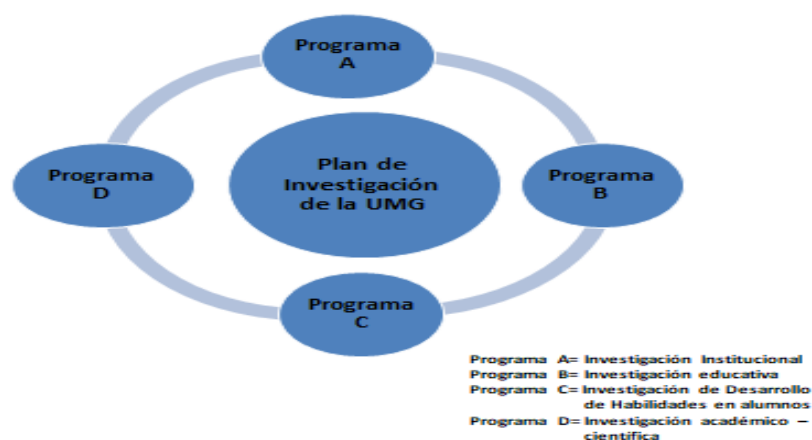 Programa
A
Programa
D
Plan de
Investigación
de la UMG
Programa
B
Programa
C
Programa A= Investigación Institucional
Programa B= Investigación educativa
Programa C= Investigación de Desarrollo
de Habilidades en alumnos
Programa D= Investigación académico –
científica